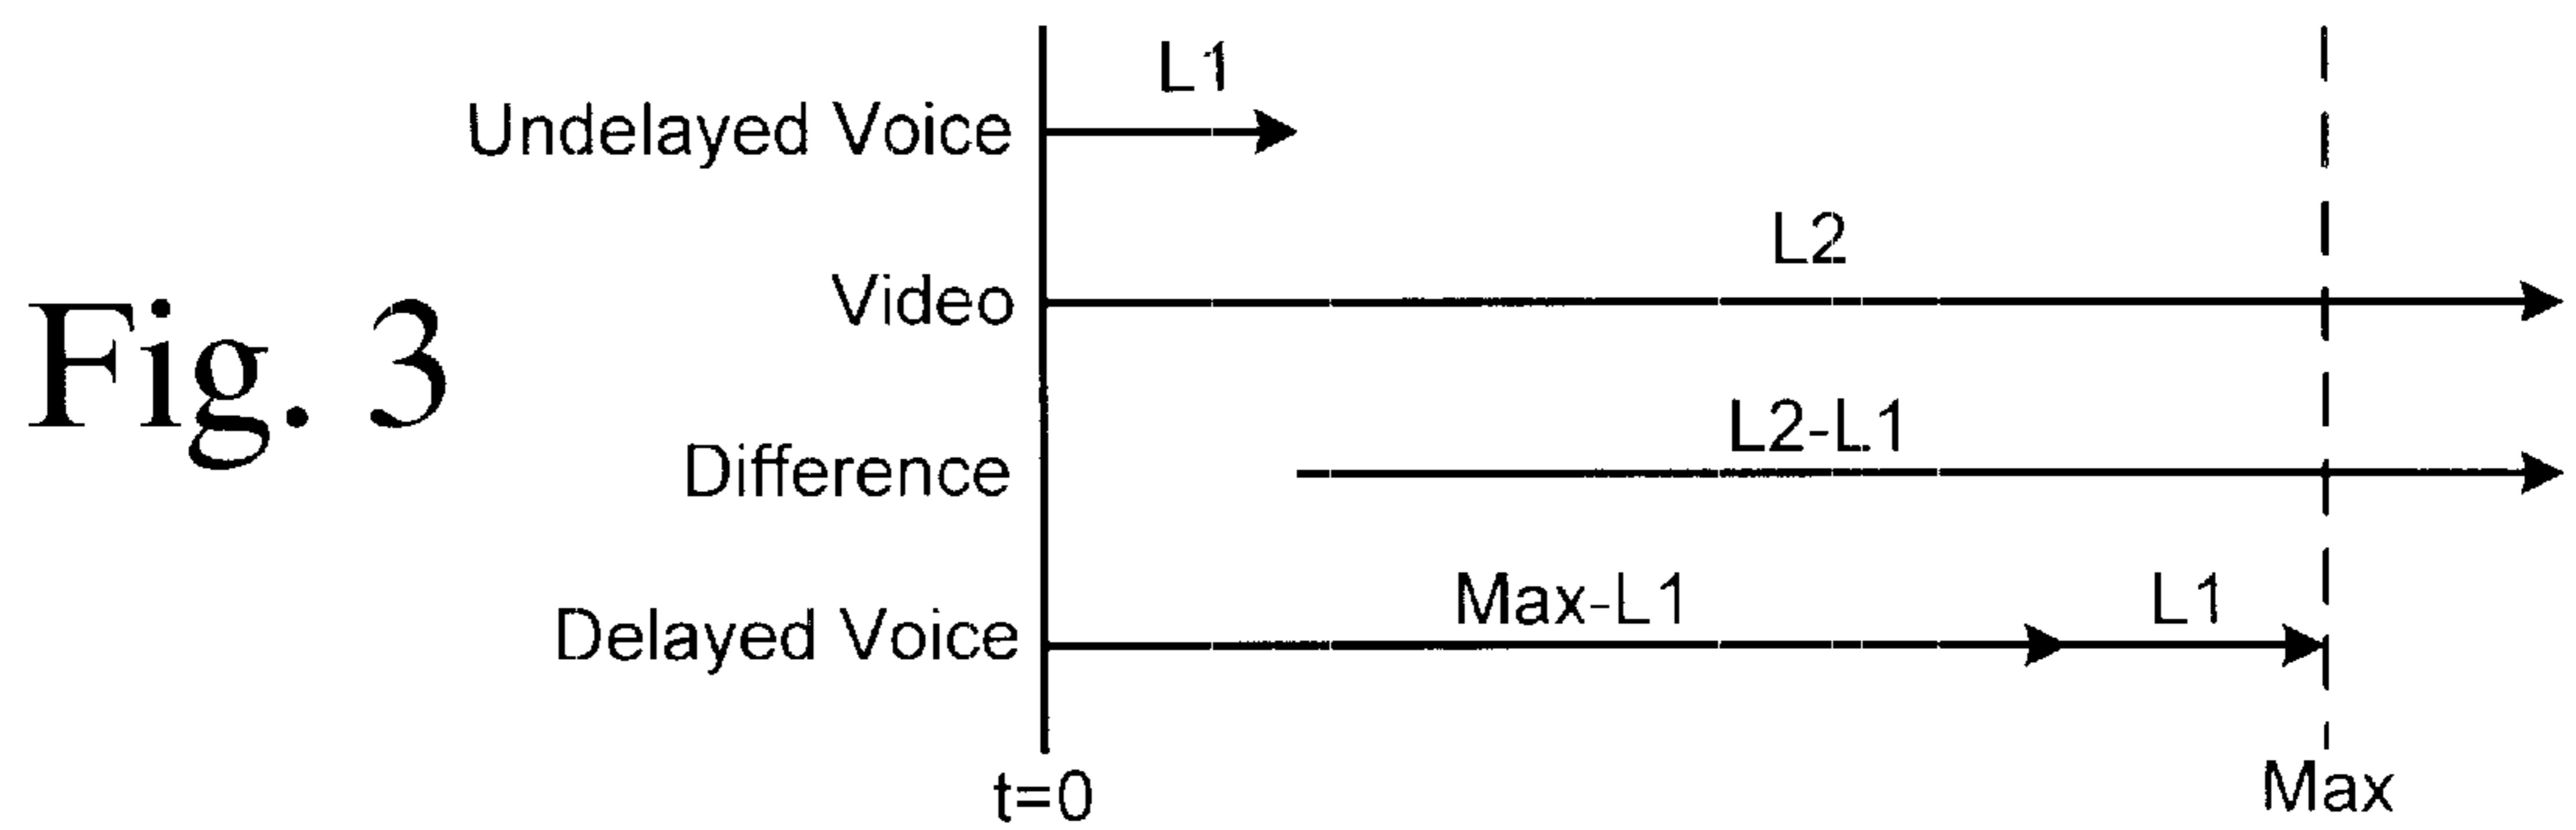 L1
Undelayed Voice
L2
Video
Fig. 3
L2-L1
Difference
Max-L1 L1
Delayed Voice
t=0
Max